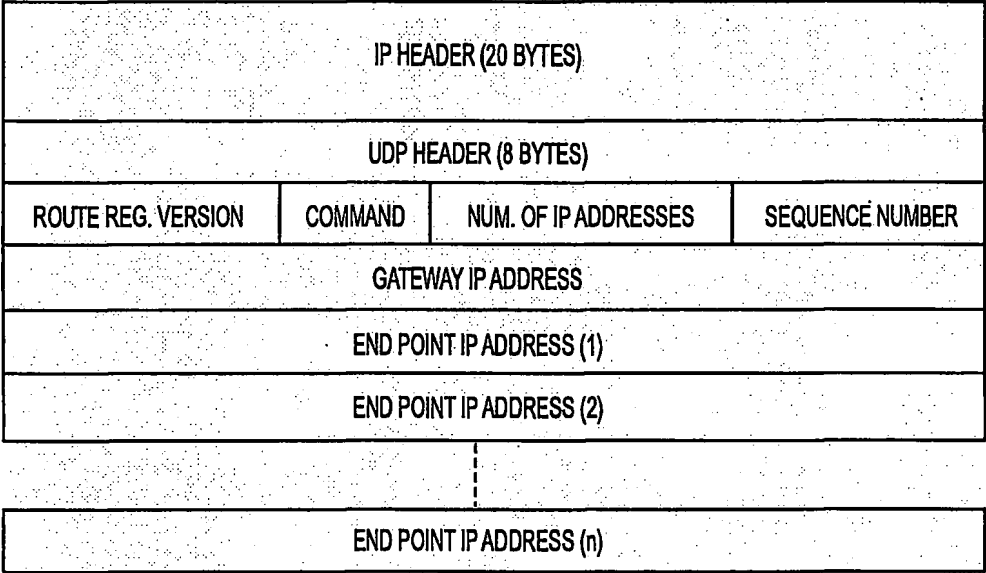 IP HEADER (20 BYTES)
UDP HEADER (8 BYTES)
ROUTE REG. VERSION COMMAND NUM. OF IP ADDRESSES SEQUENCE NUMBER
GATEWAY IP ADDRESS
END POINT IP ADDRESS (1)
END POINT IP ADDRESS (2)
END POINT IP ADDRESS (n)